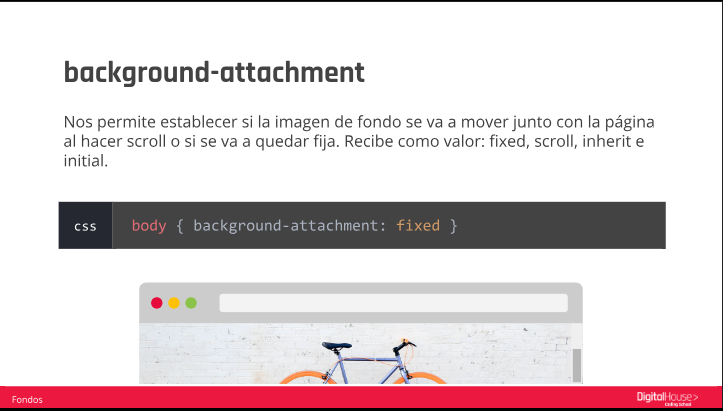 background-attachment
Nos permite establecer si la imagen de fondo se va a mover junto con la página
al hacer scroll o si se va a quedar fija. Recibe como valor: fixed, scroll, inherit e
initial.
css body { background-attachment: fixed }
Fondos
DigitalHouse>
Coding School